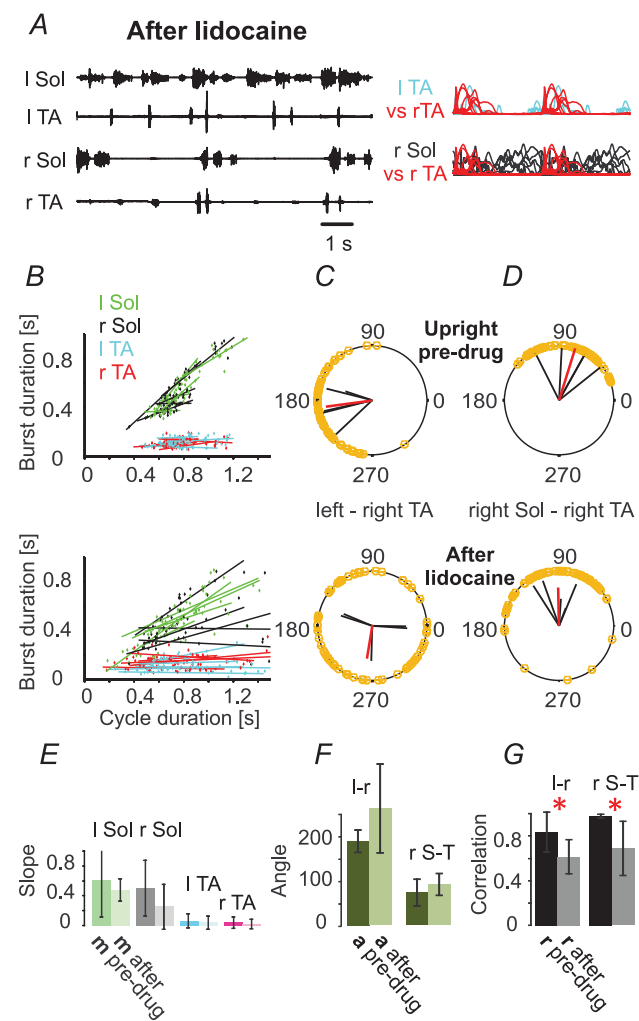 A
After lidocaine
l Sol
l TA
r Sol
r TA
1 s
l TA
vs rTA
r Sol
vs r TA
B
C
D
l Sol
r Sol
l TA
r TA
Burst duration [s]
0.8
0.4
0
0 0.4 0.8 1.2
Upright
pre-drug
90
180
0
270
90
180
0
270
left - right TA
right Sol - right TA
Burst duration [s]
0.8
0.4
0
0 0.4 0.8 1.2
Cycle duration [s]
After
lidocaine
90
180
0
270
90
180
0
270
E
Slope
0.8
0.4
0
l Sol r Sol
l TA
r TA
m pre-drug
m after
F
Angle
200
100
0
l-r
r S-T
a pre-drug
a after
G
Correlation
0.8
0.4
0
l-r
*
r S-T
*
r pre-drug
r after